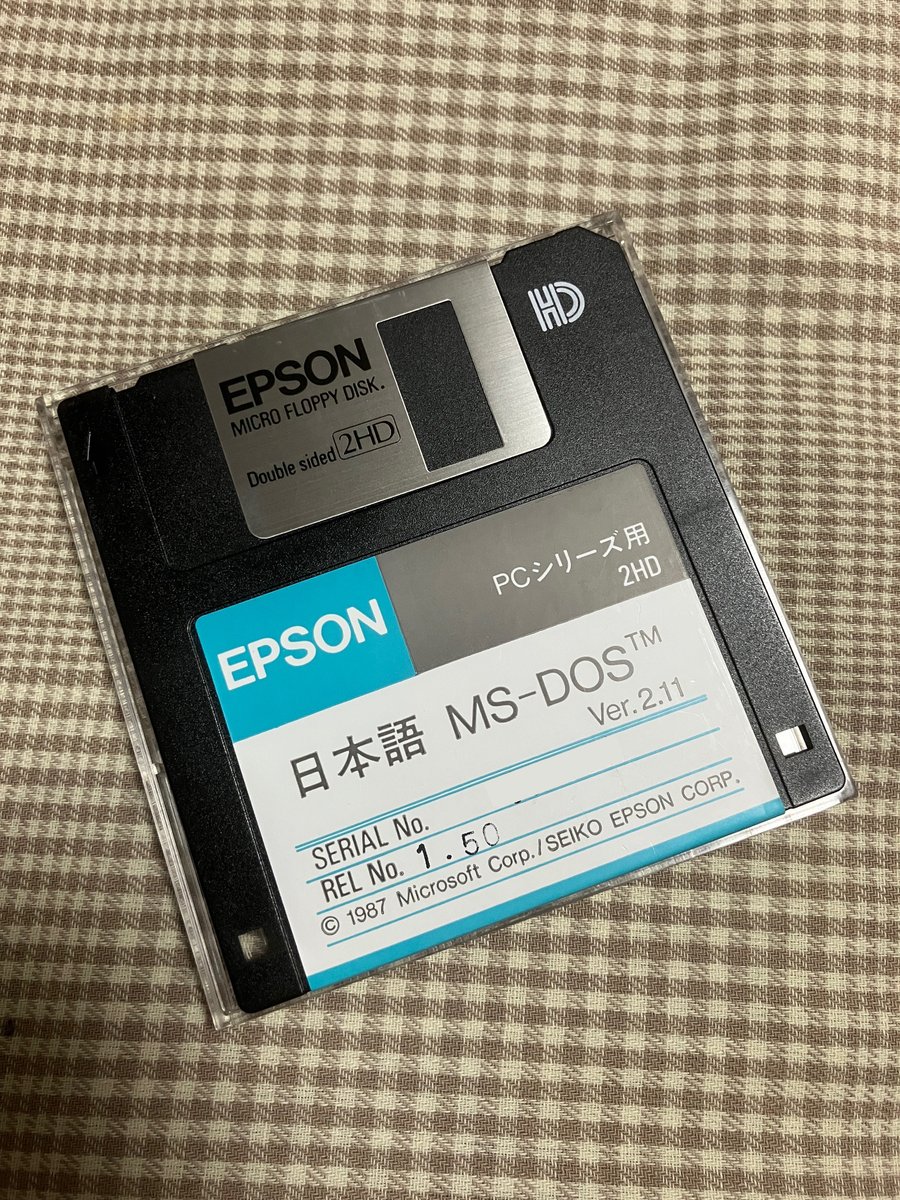 HD
EPSON
MICRO FLOPPY DISK.
Double sided 2HD
PCシリーズ用
2HD
EPSON
日本語 MS-DOS™
Ver.2.11
SERIAL No.
REL No. 1.50
© 1987 Microsoft Corp./SEIKO EPSON CORP.